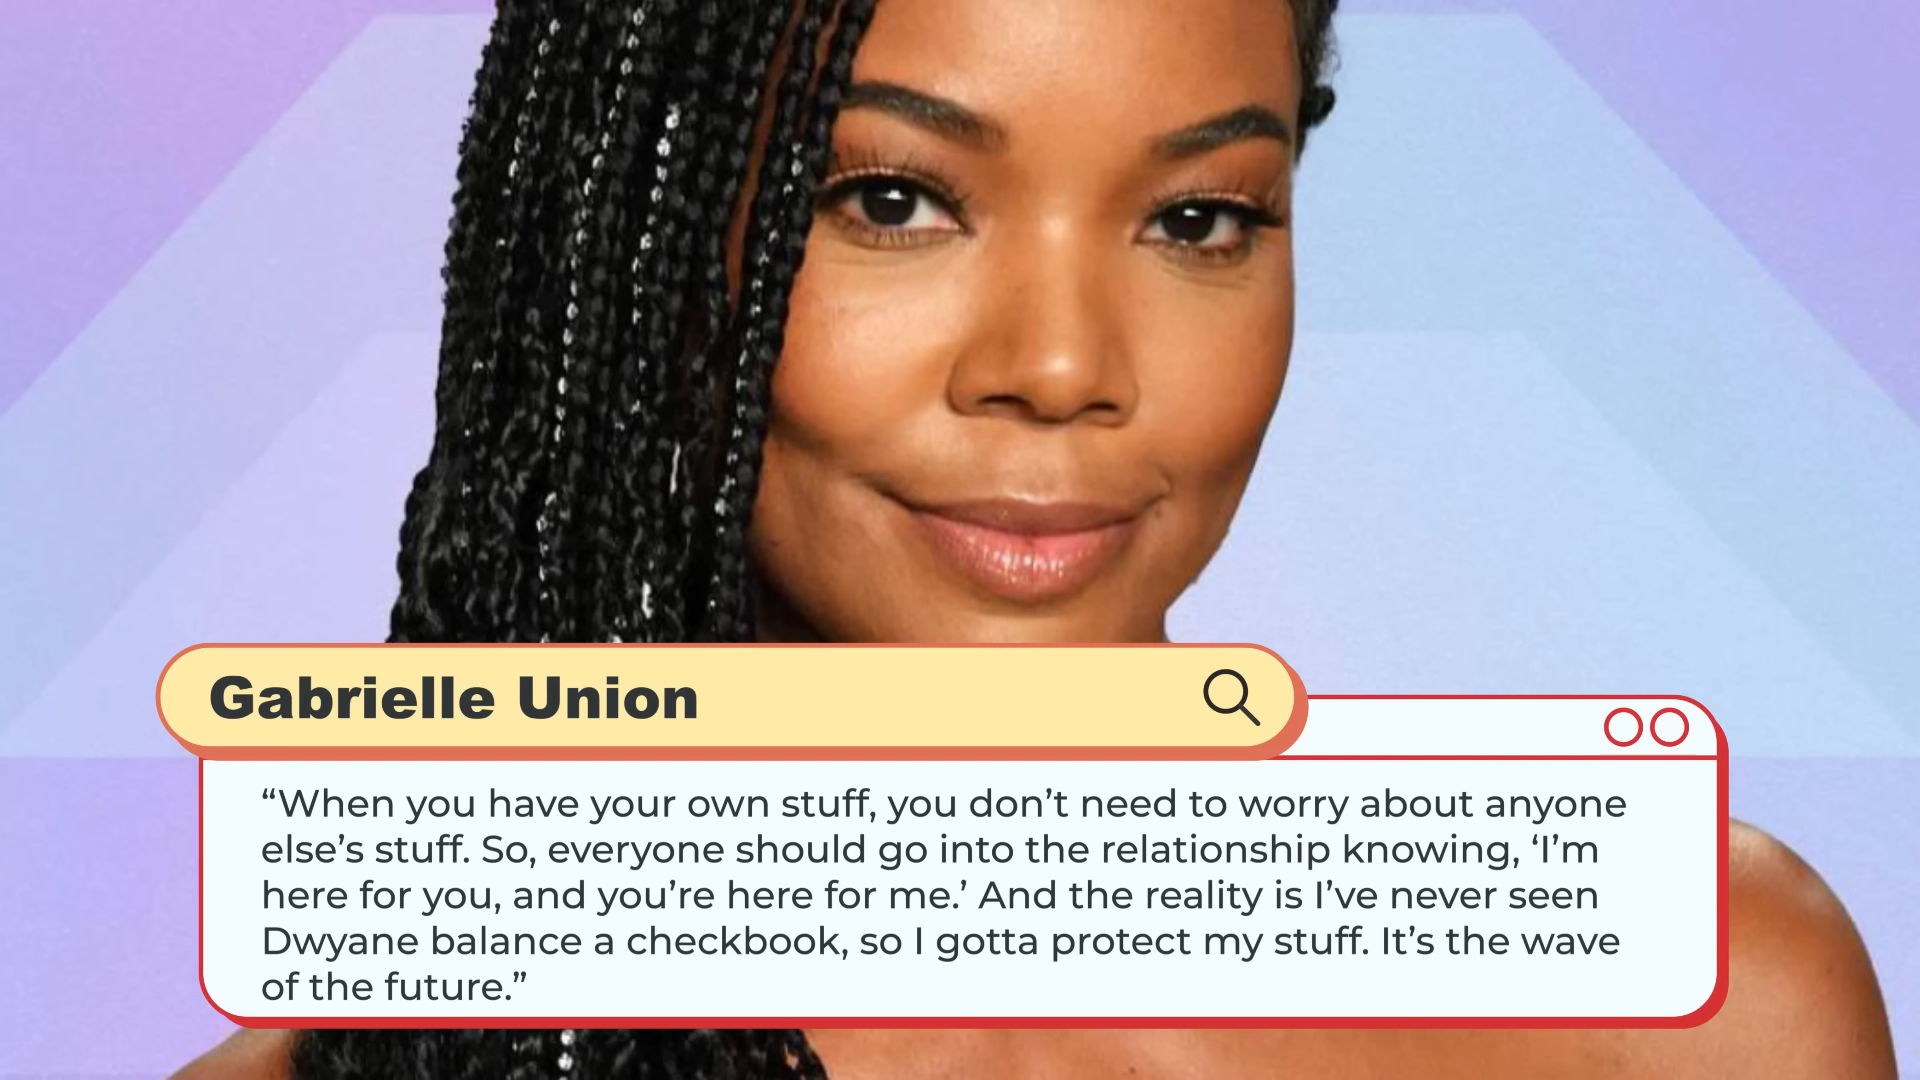 Gabrielle Union
“When you have your own stuff, you don’t need to worry about anyone
else’s stuff. So, everyone should go into the relationship knowing, ‘I’m
here for you, and you’re here for me.’ And the reality is I’ve never seen
Dwyane balance a checkbook, so I gotta protect my stuff. It’s the wave
of the future.”